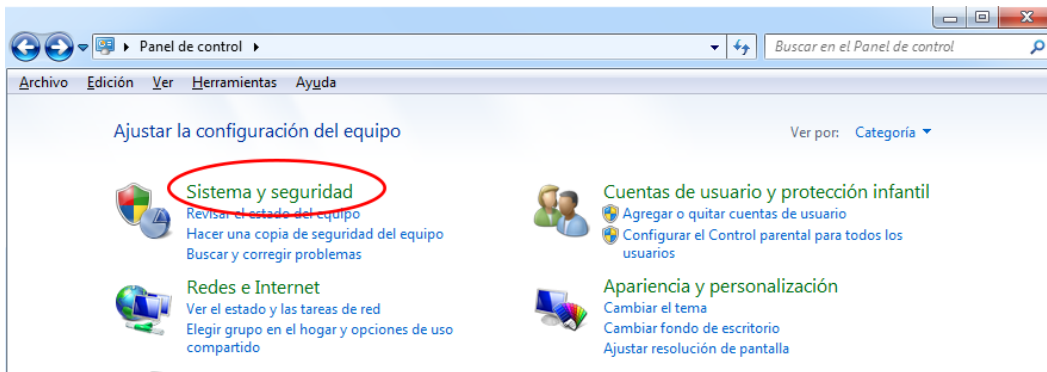 Panel de control
Buscar en el Panel de control
Archivo Edición Ver Herramientas Ayuda
Ajustar la configuración del equipo
Ver por: Categoría
Sistema y seguridad
Revisar el estado del equipo
Hacer una copia de seguridad del equipo
Buscar y corregir problemas
Redes e Internet
Ver el estado y las tareas de red
Elegir grupo en el hogar y opciones de uso
compartido
Cuentas de usuario y protección infantil
Agregar o quitar cuentas de usuario
Configurar el Control parental para todos los
usuarios
Apariencia y personalización
Cambiar el tema
Cambiar fondo de escritorio
Ajustar resolución de pantalla